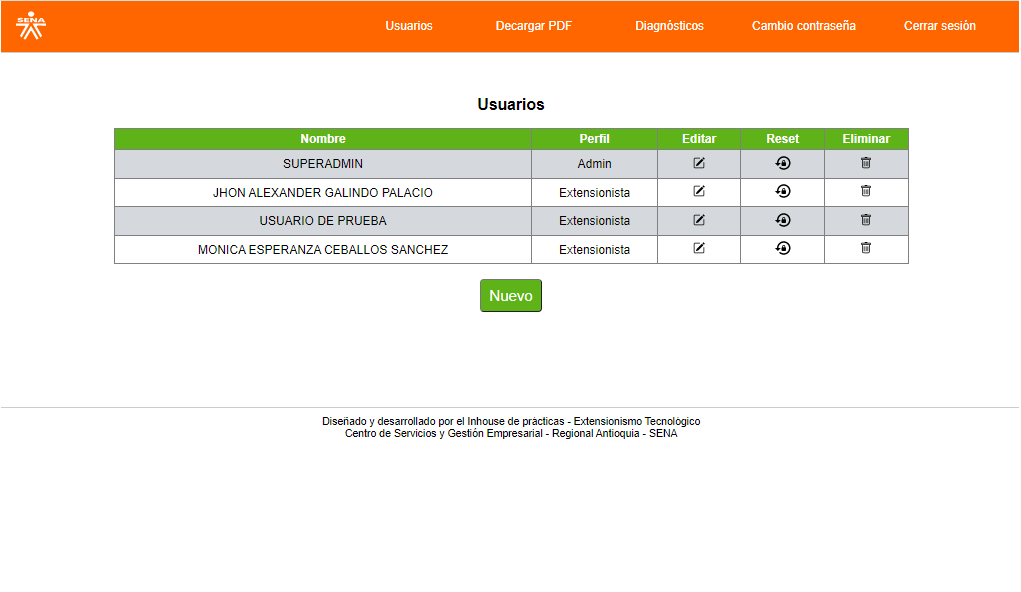 SENA
Usuarios Decargar PDF Diagnósticos Cambio contraseña Cerrar sesión
Usuarios
Nombre Perfil Editar Reset Eliminar
SUPERADMIN Admin
JHON ALEXANDER GALINDO PALACIO Extensionista
USUARIO DE PRUEBA Extensionista
MONICA ESPERANZA CEBALLOS SANCHEZ Extensionista
Nuevo
Diseñado y desarrollado por el Inhouse de prácticas - Extensionismo Tecnológico
Centro de Servicios y Gestión Empresarial - Regional Antioquia - SENA